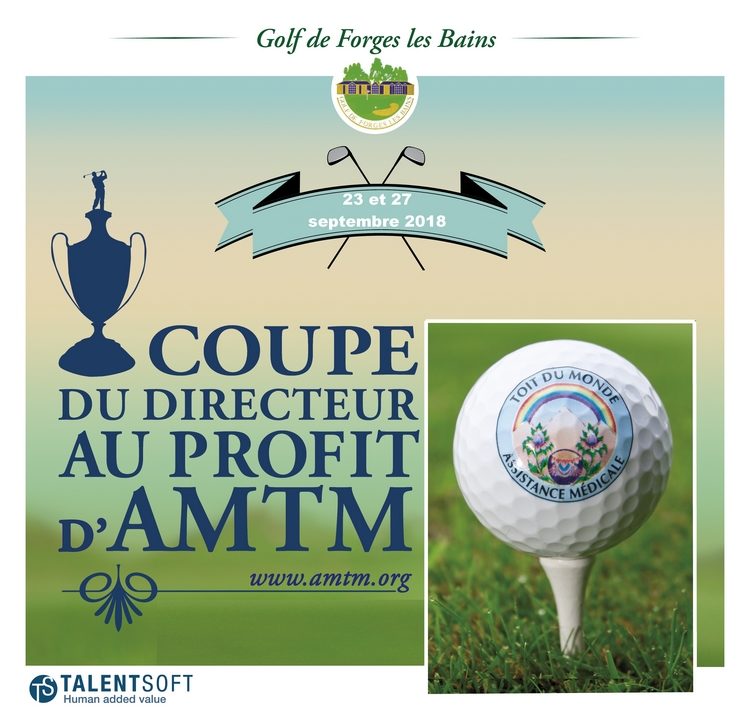 Golf de Forges les Bains
GOLF DE FORGES LES BAINS
23 et 27
septembre 2018
COUPE
DU DIRECTEUR
AU PROFIT
D'AMTM
www.amtm.org
TOIT DU MONDE
ASSISTANCE MÉDICALE
TS TALENTSOFT
Human added value